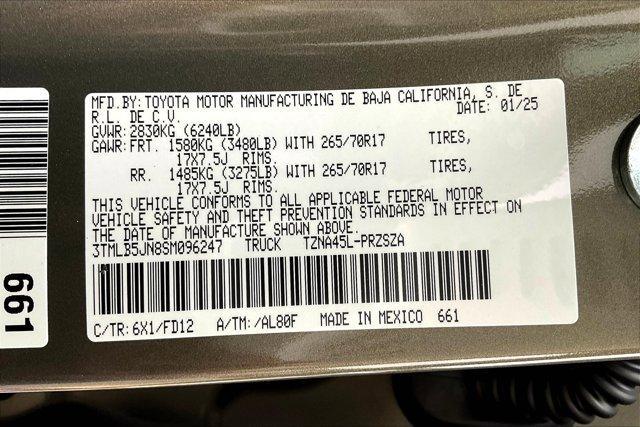 MFD.BY:TOYOTA MOTOR MANUFACTURING DE BAJA CALIFORNIA, S. DE
R.L. DE C.V. DATE: 01/25
GVWR:2830KG (6240LB)
GAWR:FRT. 1580KG (3480LB) WITH 265/70R17 TIRES,
17X7.5J RIMS.
RR. 1485KG (3275LB) WITH 265/70R17 TIRES,
17X7.5J RIMS.
THIS VEHICLE CONFORMS TO ALL APPLICABLE FEDERAL MOTOR
VEHICLE SAFETY AND THEFT PREVENTION STANDARDS IN EFFECT ON
THE DATE OF MANUFACTURE SHOWN ABOVE.
3TMLB5JN8SM096247 TRUCK TZNA45L-PRZSZA
C/TR:6X1/FD12 A/TM:/AL80F MADE IN MEXICO 661
661